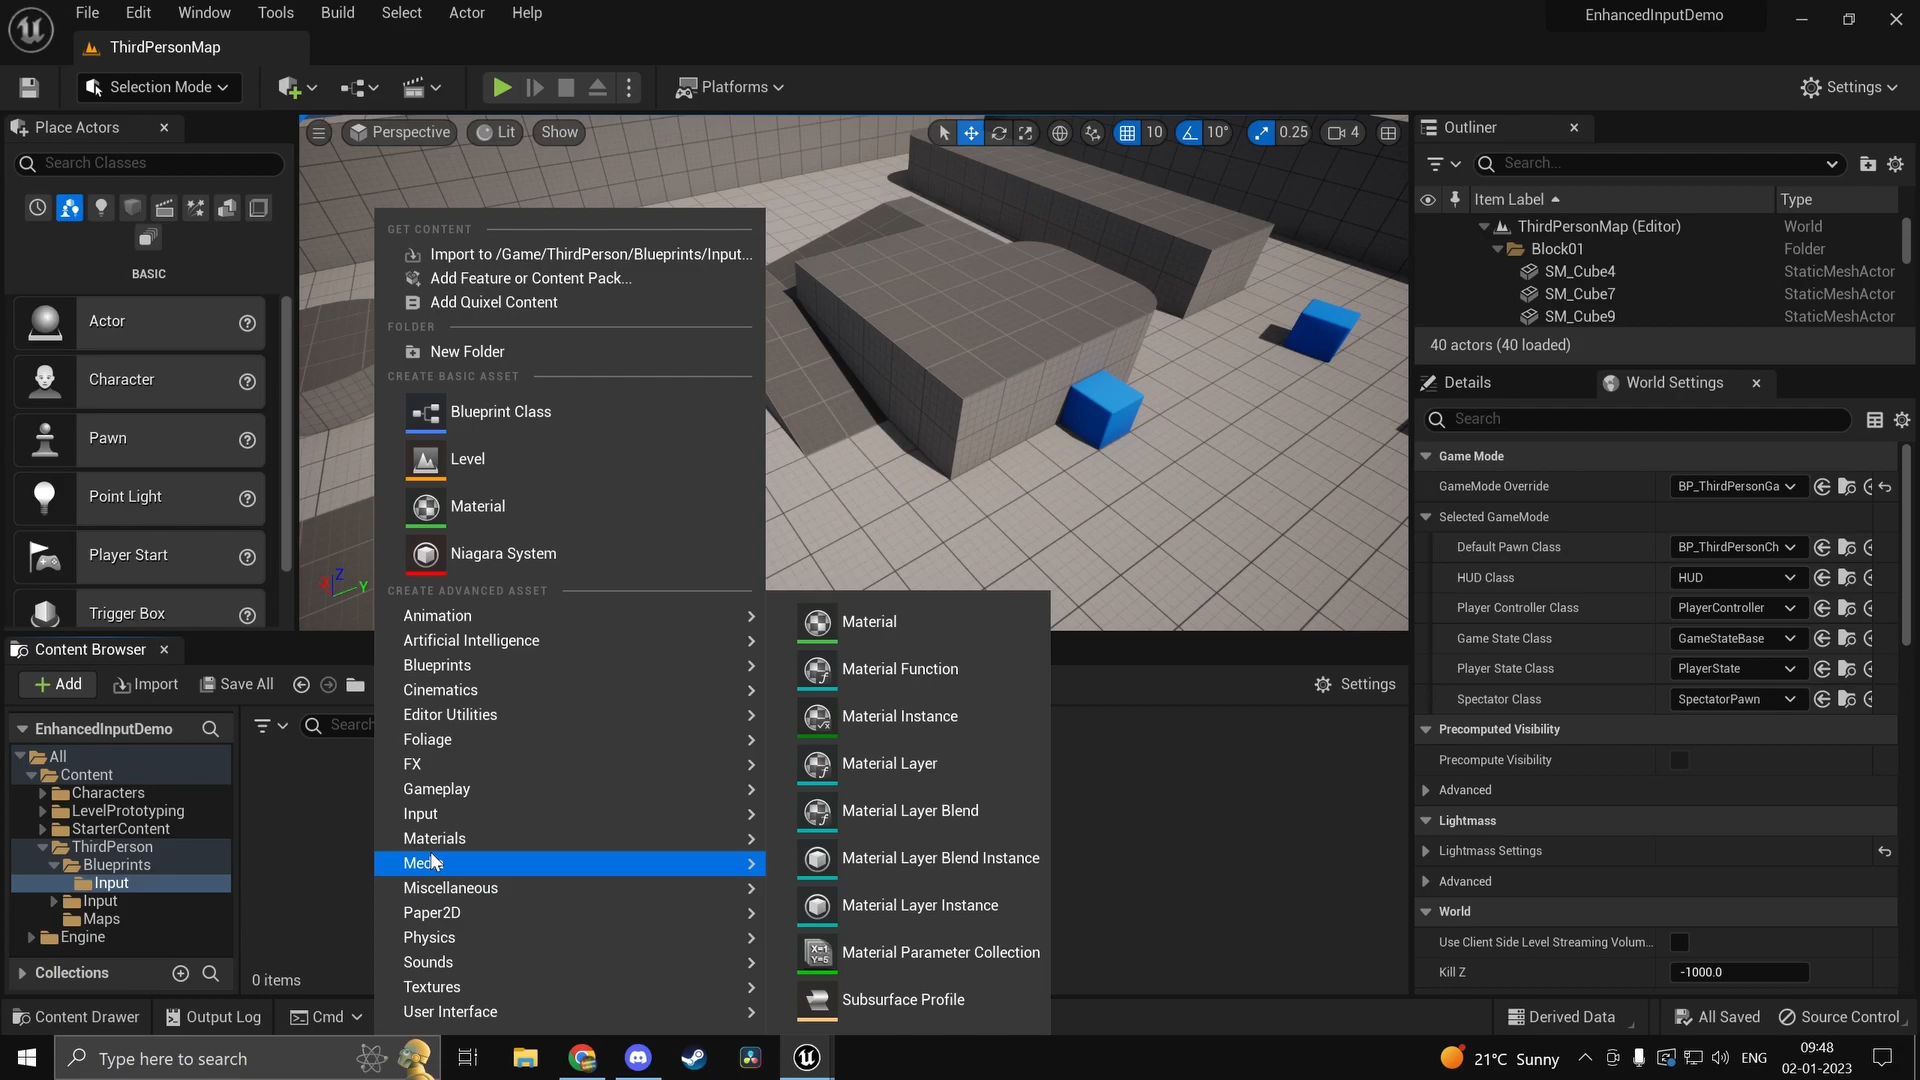 File Edit Window Tools Build Select Actor Help
EnhancedInputDemo
ThirdPersonMap
Selection Mode
Platforms
Settings
Place Actors
Search Classes
BASIC
Actor
Character
Pawn
Point Light
Player Start
Trigger Box
Perspective
Lit
Show
10
10°
0.25
4
Z
Y
GET CONTENT
Import to /Game/ThirdPerson/Blueprints/Input...
Add Feature or Content Pack...
Add Quixel Content
FOLDER
New Folder
CREATE BASIC ASSET
Blueprint Class
Level
Material
Niagara System
CREATE ADVANCED ASSET
Animation
Artificial Intelligence
Blueprints
Cinematics
Editor Utilities
Foliage
FX
Gameplay
Input
Materials
Miscellaneous
Paper2D
Physics
Sounds
Textures
User Interface
Material
Material Function
Material Instance
Material Layer
Material Layer Blend
Material Layer Blend Instance
Material Layer Instance
Material Parameter Collection
Subsurface Profile
Outliner
Search...
Item Label
Type
ThirdPersonMap (Editor) World
Block01 Folder
SM_Cube4 StaticMeshActor
SM_Cube7 StaticMeshActor
SM_Cube9 StaticMeshActor
40 actors (40 loaded)
Details
World Settings
Search
Game Mode
GameMode Override BP_ThirdPersonGa
Selected GameMode
Default Pawn Class BP_ThirdPersonCh
HUD Class HUD
Player Controller Class PlayerController
Game State Class GameStateBase
Player State Class PlayerState
Spectator Class SpectatorPawn
Precomputed Visibility
Precompute Visibility
Advanced
Lightmass
Lightmass Settings
Advanced
World
Use Client Side Level Streaming Volum...
Kill Z -1000.0
Content Browser
Add
Import
Save All
Settings
EnhancedInputDemo
Search
All
Content
Characters
LevelPrototyping
StarterContent
ThirdPerson
Blueprints
Input
Input
Maps
Engine
Collections
0 items
Content Drawer
Output Log
Cmd
Derived Data
All Saved
Source Control
Type here to search
21°C Sunny
ENG
09:48
02-01-2023